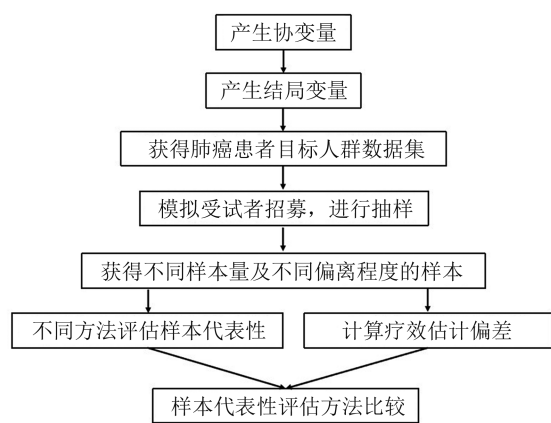 产生协变量
产生结局变量
获得肺癌患者目标人群数据集
模拟受试者招募，进行抽样
获得不同样本量及不同偏离程度的样本
不同方法评估样本代表性
计算疗效估计偏差
样本代表性评估方法比较